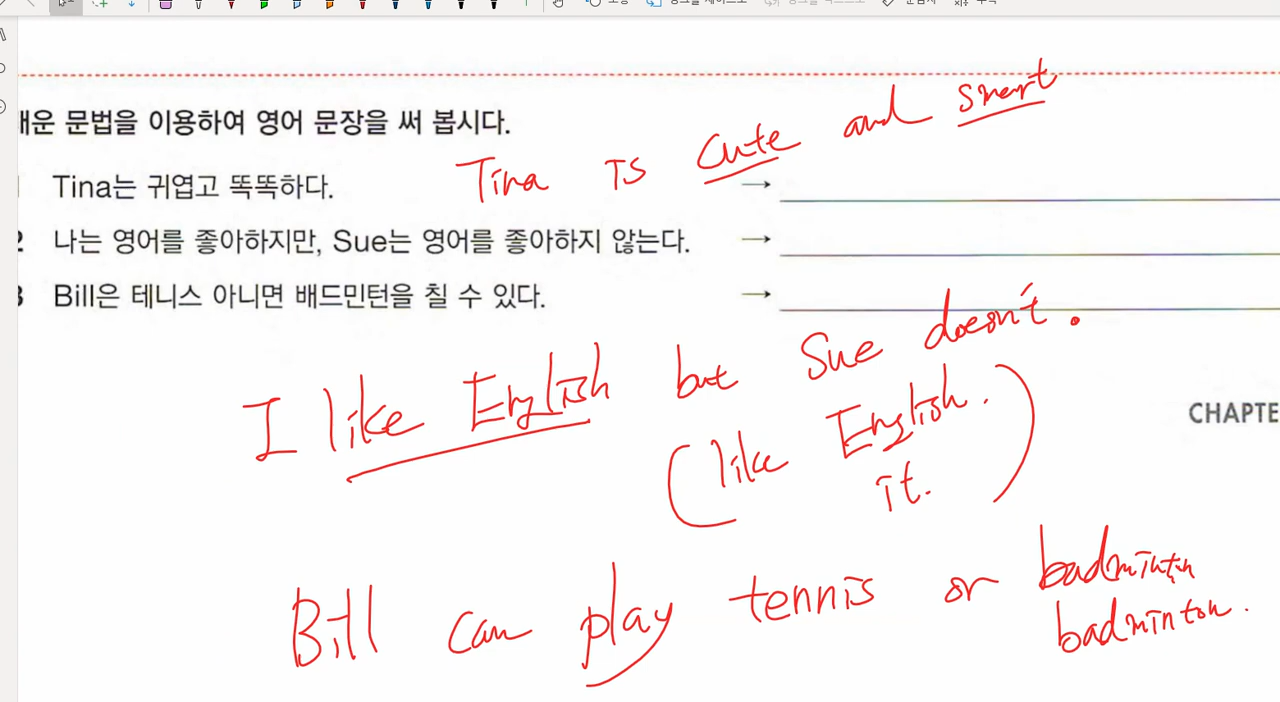 배운 문법을 이용하여 영어 문장을 써 봅시다.
Tina is cute and smart
Tina는 귀엽고 똑똑하다. →
2 나는 영어를 좋아하지만, Sue는 영어를 좋아하지 않는다. →
3 Bill은 테니스 아니면 배드민턴을 칠 수 있다. →
I like English but Sue doesn't.
(like English.
it.)
CHAPTE
Bill can play tennis or badminton
badminton.